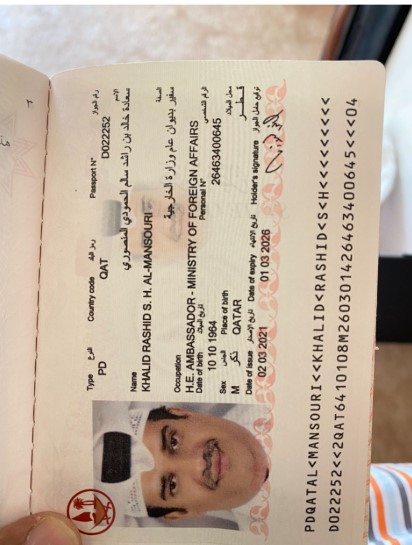 Type النوع
PD
Country code رمز الدولة
QAT
Passport N° رقم الجواز
D022252
Name الاسم
سعادة خالد بن راشد سالم الحمودي المنصوري
KHALID RASHID S. H. AL-MANSOURI
Occupation المهنة
سفير بديوان عام وزارة الخارجية
H.E. AMBASSADOR - MINISTRY OF FOREIGN AFFAIRS
Date of birth تاريخ الميلاد
Personal N° الرقم الشخصي
10 10 1964
26463400645
Sex الجنس
Place of birth محل الميلاد
M ذكر
QATAR قطر
Date of issue تاريخ الإصدار
Date of expiry تاريخ الانتهاء
Holder's signature توقيع حامل الجواز
02 03 2021
01 03 2026
PDQATAL<MANSOURI<<KHALID<RASHID<S<H<<<<<<<<<
D022252<<2QAT6410108M26030142646340064​5<<<04